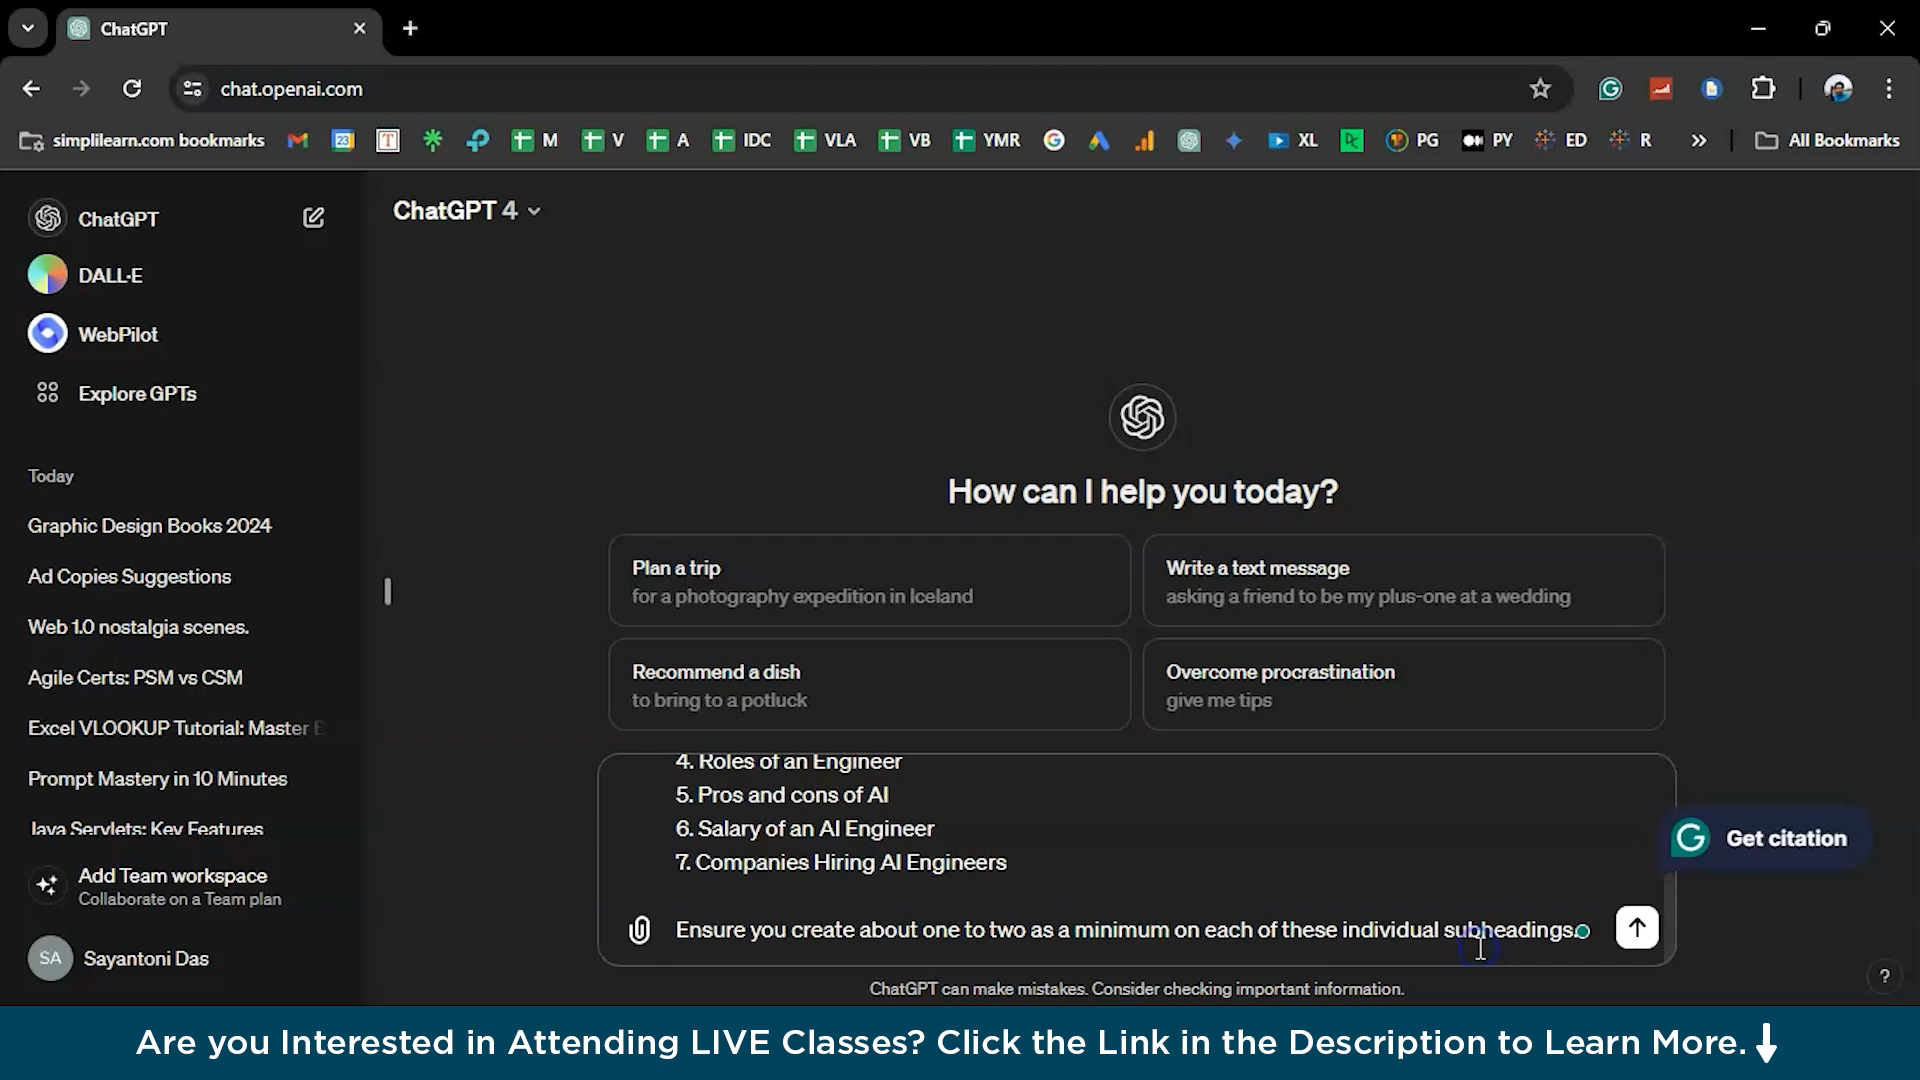 ChatGPT
chat.openai.com
simplilearn.com bookmarks
23
T
M
V
A
IDC
VLA
VB
YMR
XL
PG
PY
ED
R
All Bookmarks
ChatGPT
DALL·E
WebPilot
Explore GPTs
Today
Graphic Design Books 2024
Ad Copies Suggestions
Web 1.0 nostalgia scenes.
Agile Certs: PSM vs CSM
Excel VLOOKUP Tutorial: Master E
Prompt Mastery in 10 Minutes
Java Servlets: Key Features
Add Team workspace
Collaborate on a Team plan
SA
Sayantoni Das
ChatGPT 4
How can I help you today?
Plan a trip
for a photography expedition in Iceland
Write a text message
asking a friend to be my plus-one at a wedding
Recommend a dish
to bring to a potluck
Overcome procrastination
give me tips
4. Roles of an Engineer
5. Pros and cons of AI
6. Salary of an AI Engineer
7. Companies Hiring AI Engineers
Ensure you create about one to two as a minimum on each of these individual subheadings.
Get citation
ChatGPT can make mistakes. Consider checking important information.
?
Are you Interested in Attending LIVE Classes? Click the Link in the Description to Learn More.